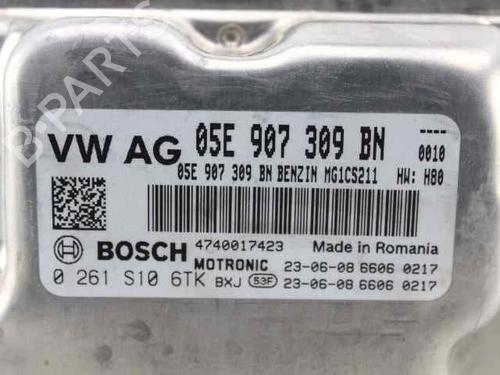 VW AG 05E 907 309 BN ----
0010
05E 907 309 BN BENZIN MG1CS211 HW: H80
BOSCH 4740017423 Made in Romania
MOTRONIC 23-06-08 6606 0217
0 261 S10 6TK BXJ 53F 23-06-08 6606 0217